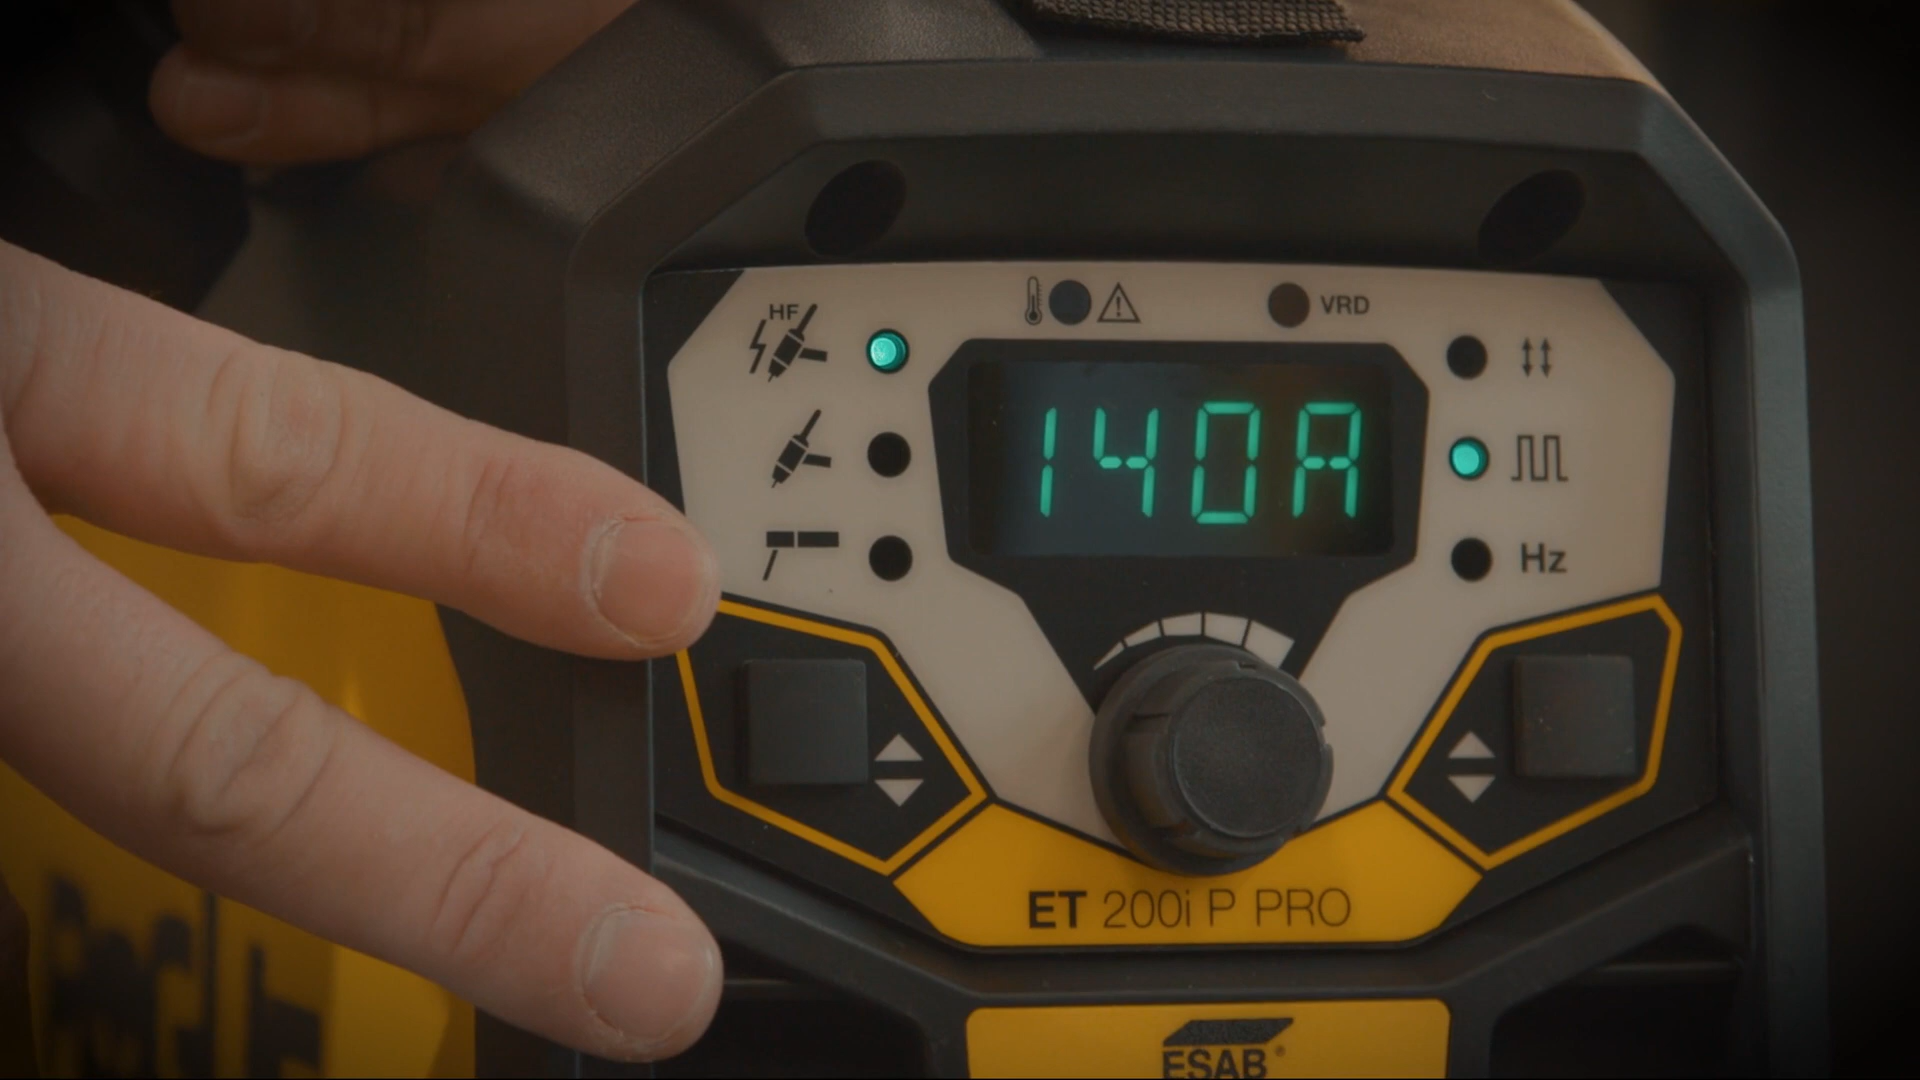 HF
VRD
140A
Hz
ET 200i P PRO
ESAB